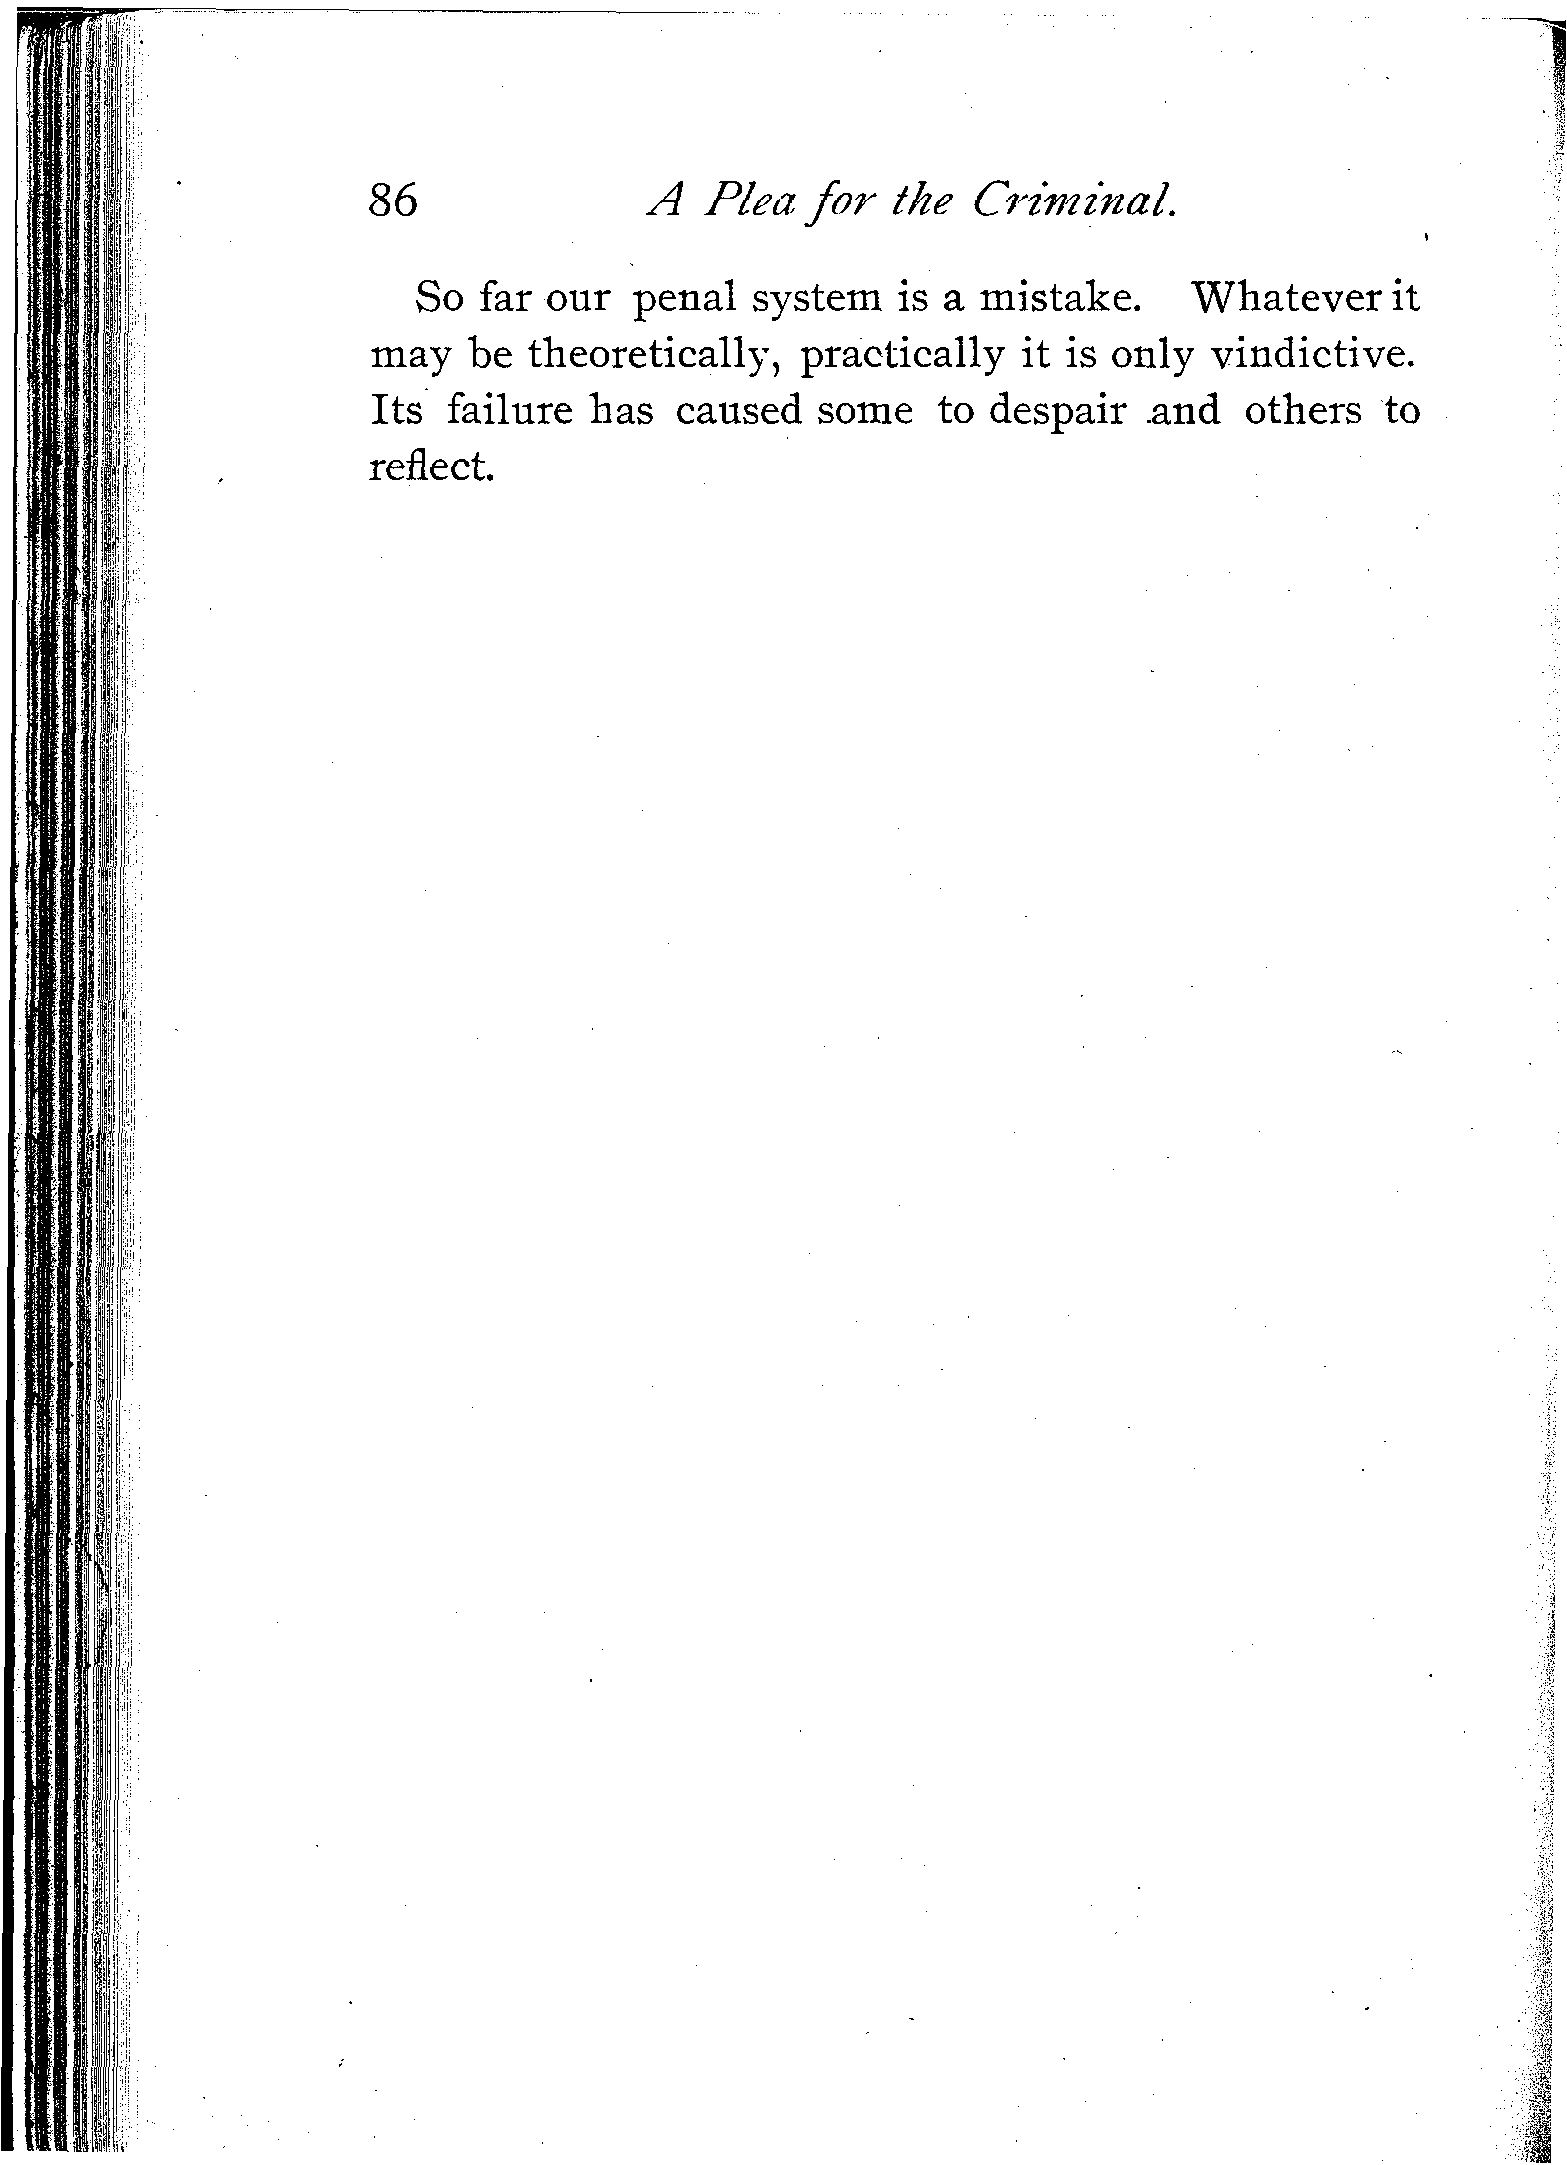 86 A Plea for the Criminal.
So far our penal system is a mistake. Whatever it
may be theoretically, practically it is only vindictive.
Its failure has caused some to despair and others to
reflect.